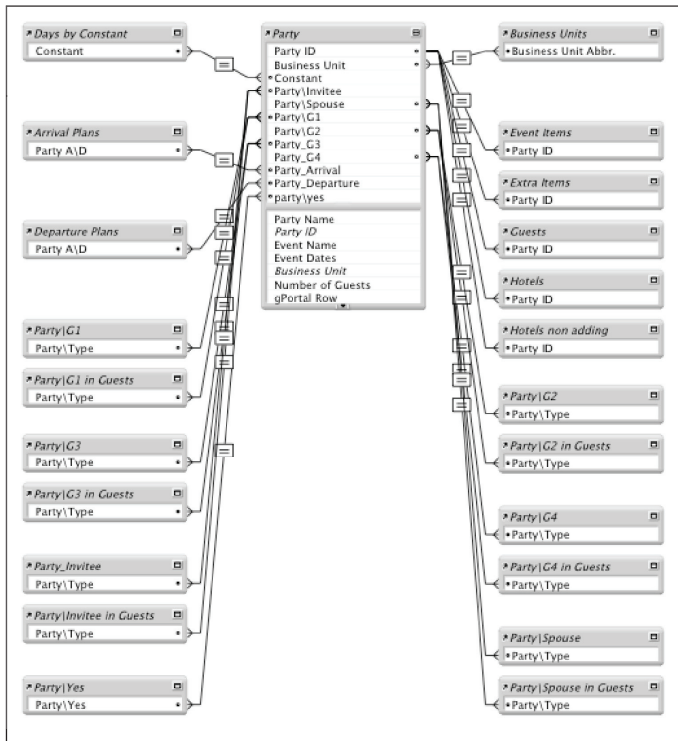 Days by Constant
Constant
Arrival Plans
Party A\D
Departure Plans
Party A\D
Party|G1
Party\Type
Party|G1 in Guests
Party\Type
Party|G3
Party\Type
Party|G3 in Guests
Party\Type
Party_Invitee
Party\Type
Party|Invitee in Guests
Party\Type
Party|Yes
Party\Yes
Party
Party ID
Business Unit
Constant
Party\Invitee
Party\Spouse
Party\G1
Party\G2
Party_G3
Party_G4
Party_Arrival
Party_Departure
party\yes
Party Name
Party ID
Event Name
Event Dates
Business Unit
Number of Guests
gPortal Row
Business Units
Business Unit Abbr.
Event Items
Party ID
Extra Items
Party ID
Guests
Party ID
Hotels
Party ID
Hotels non adding
Party ID
Party|G2
Party\Type
Party|G2 in Guests
Party\Type
Party|G4
Party\Type
Party|G4 in Guests
Party\Type
Party|Spouse
Party\Type
Party|Spouse in Guests
Party\Type